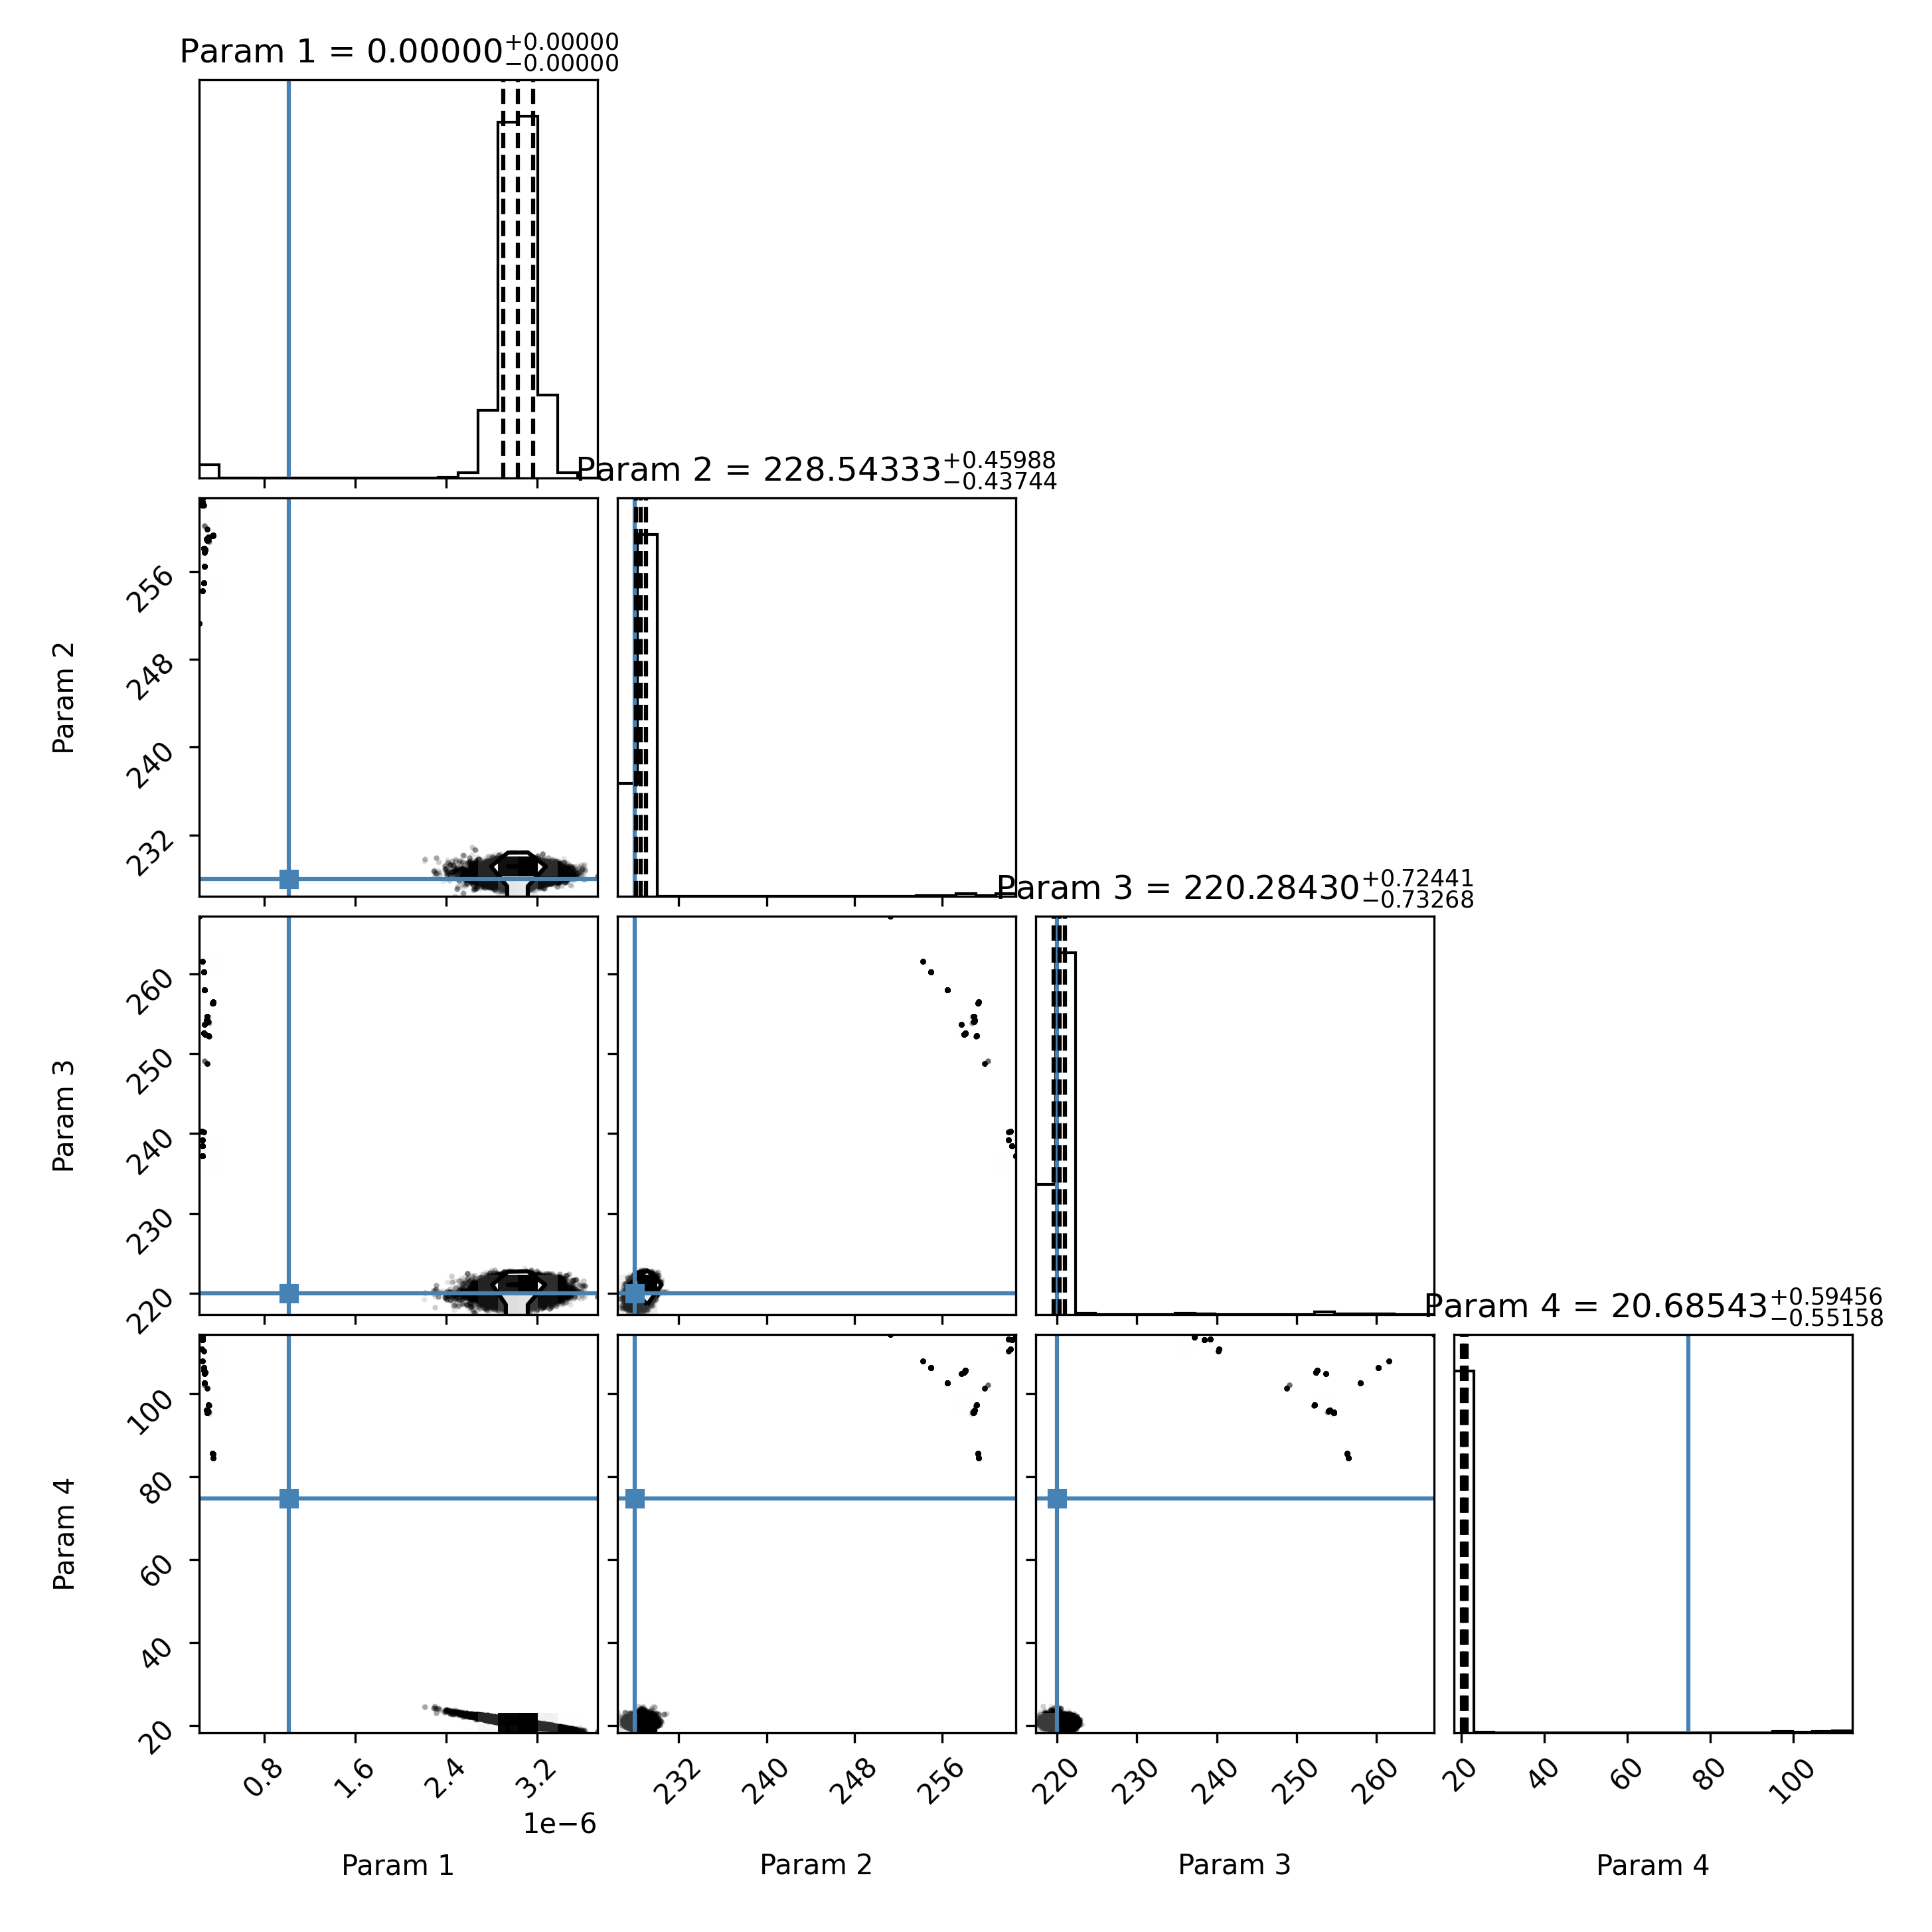 Param 1 = 0.00000+0.00000−0.00000
Param 2 = 228.54333+0.45988−0.43744
256
248
240
232
Param 2
Param 3 = 220.28430+0.72441−0.73268
260
250
240
230
220
Param 3
Param 4 = 20.68543+0.59456−0.55158
100
80
60
40
20
Param 4
0.8 1.6 2.4 3.2 232 240 248 256 220 230 240 250 260 20 40 60 80 100
1e−6
Param 1 Param 2 Param 3 Param 4